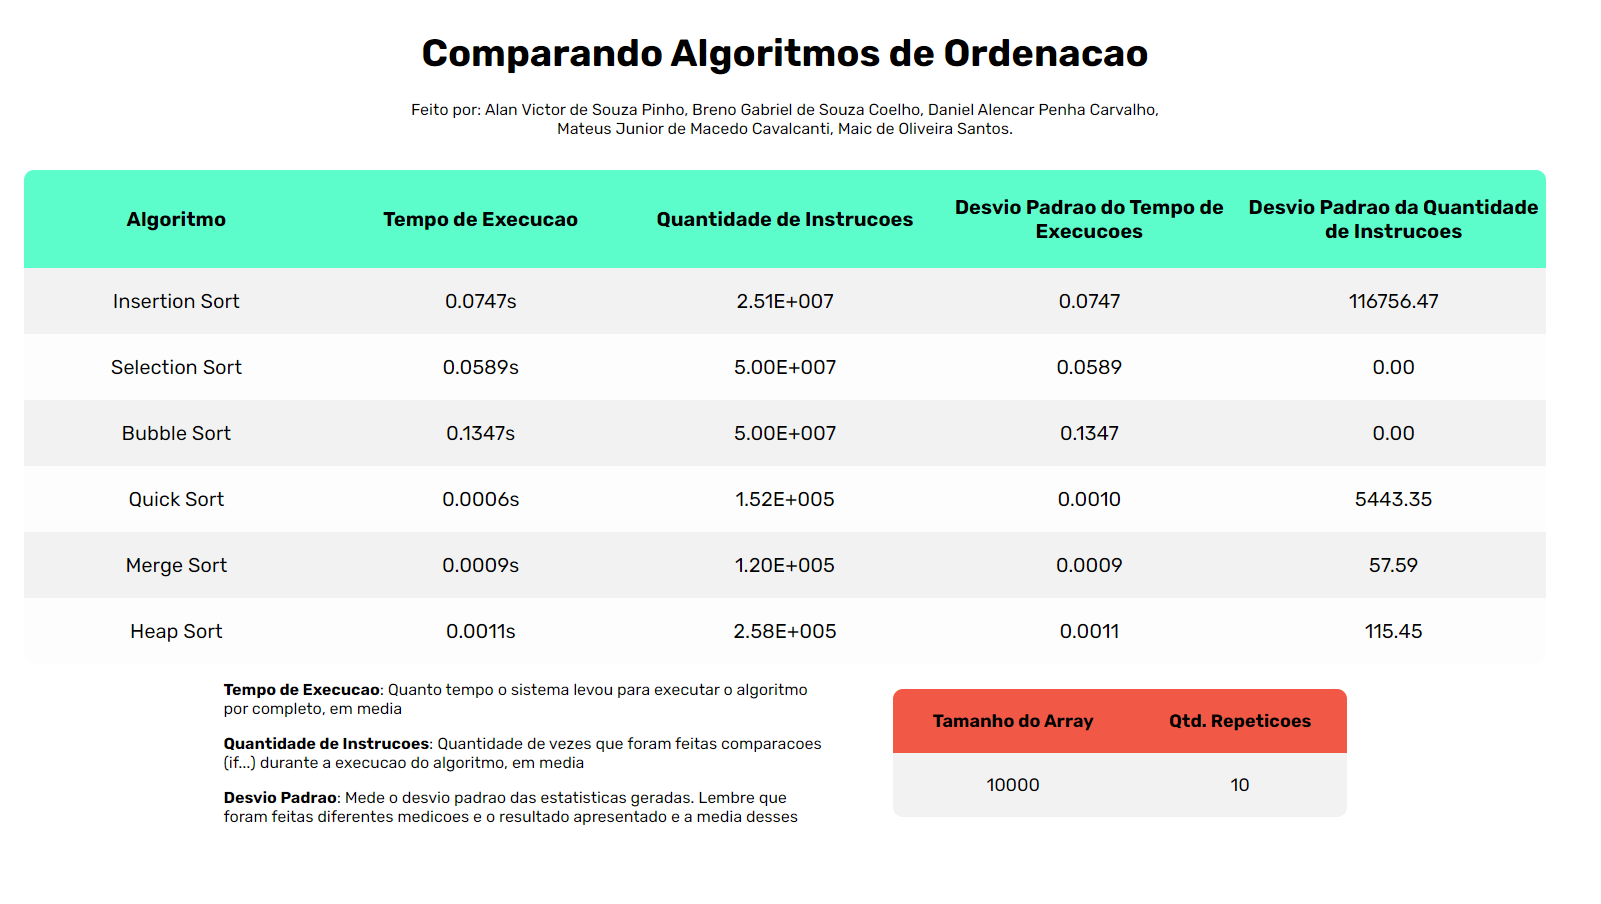 Comparando Algoritmos de Ordenacao
Feito por: Alan Victor de Souza Pinho, Breno Gabriel de Souza Coelho, Daniel Alencar Penha Carvalho,
Mateus Junior de Macedo Cavalcanti, Maic de Oliveira Santos.
Algoritmo Tempo de Execucao Quantidade de Instrucoes Desvio Padrao do Tempo de Execucoes Desvio Padrao da Quantidade de Instrucoes
Insertion Sort 0.0747s 2.51E+007 0.0747 116756.47
Selection Sort 0.0589s 5.00E+007 0.0589 0.00
Bubble Sort 0.1347s 5.00E+007 0.1347 0.00
Quick Sort 0.0006s 1.52E+005 0.0010 5443.35
Merge Sort 0.0009s 1.20E+005 0.0009 57.59
Heap Sort 0.0011s 2.58E+005 0.0011 115.45
Tempo de Execucao: Quanto tempo o sistema levou para executar o algoritmo
por completo, em media
Quantidade de Instrucoes: Quantidade de vezes que foram feitas comparacoes
(if...) durante a execucao do algoritmo, em media
Desvio Padrao: Mede o desvio padrao das estatisticas geradas. Lembre que
foram feitas diferentes medicoes e o resultado apresentado e a media desses
Tamanho do Array Qtd. Repeticoes
10000 10